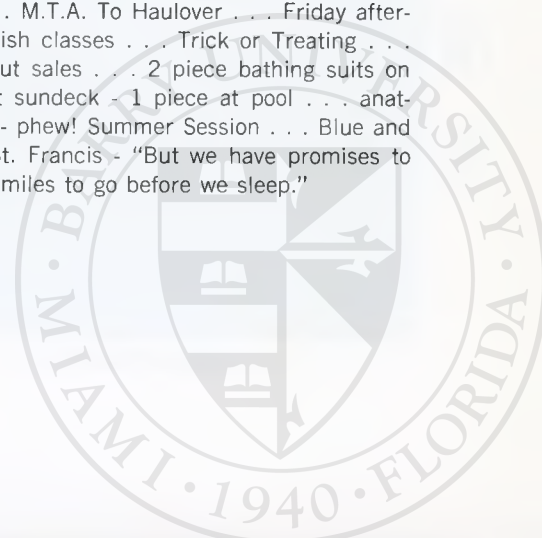 . M.T.A. To Haulover . . . Friday after-
ish classes . . . Trick or Treating . . .
ut sales . . . 2 piece bathing suits on
t sundeck - 1 piece at pool . . . anat-
- phew! Summer Session . . . Blue and
t. Francis - "But we have promises to
miles to go before we sleep."
BARRY UNIVERSITY
MIAMI • 1940 • FLORIDA